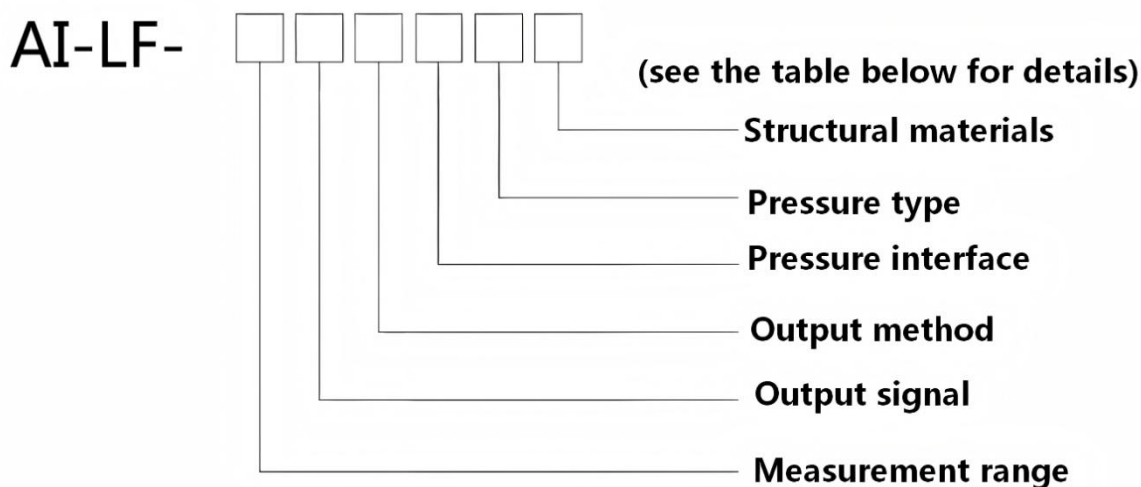 AI-LF-
(see the table below for details)
Structural materials
Pressure type
Pressure interface
Output method
Output signal
Measurement range